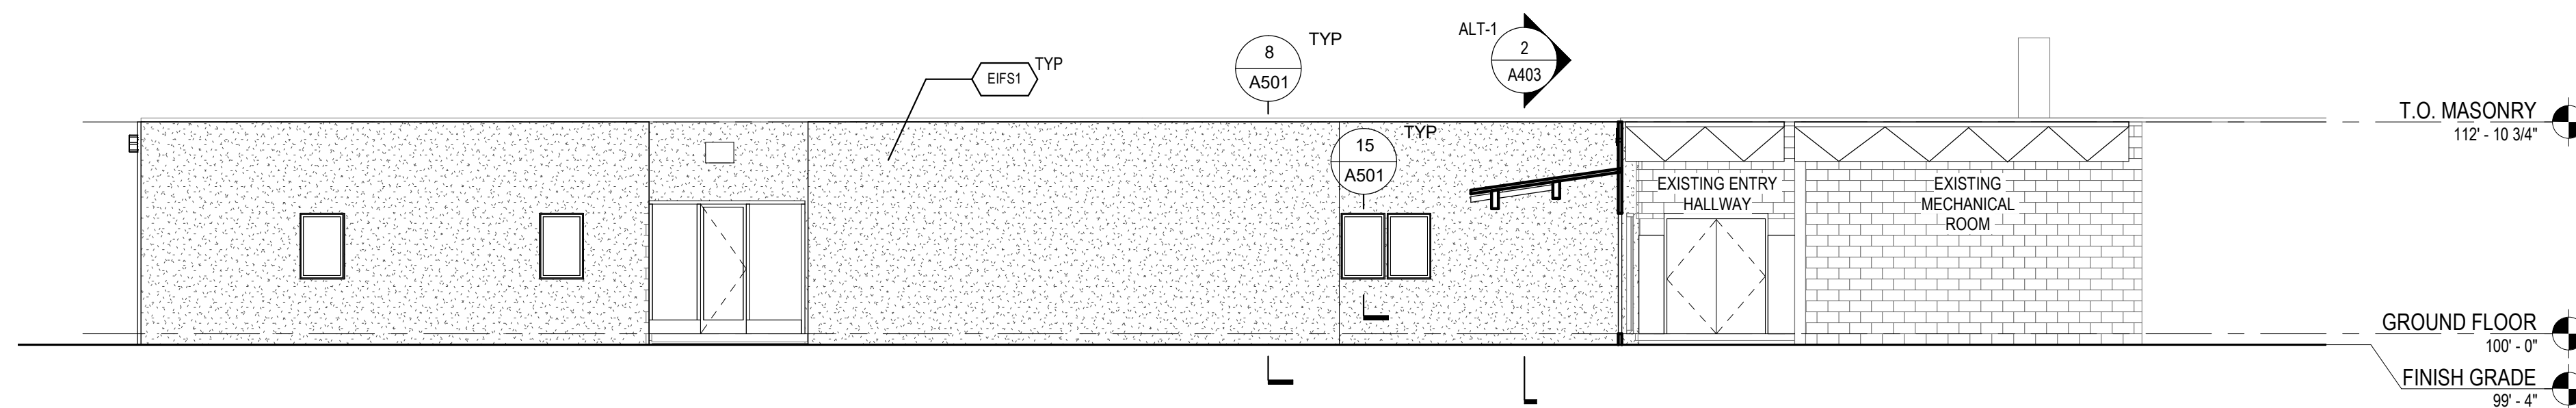 ALT-1
8
A501
TYP
2
A403
EIFS1
TYP
15
A501
TYP
EXISTING ENTRY
HALLWAY
EXISTING
MECHANICAL
ROOM
T.O. MASONRY
112' - 10 3/4"
GROUND FLOOR
100' - 0"
FINISH GRADE
99' - 4"